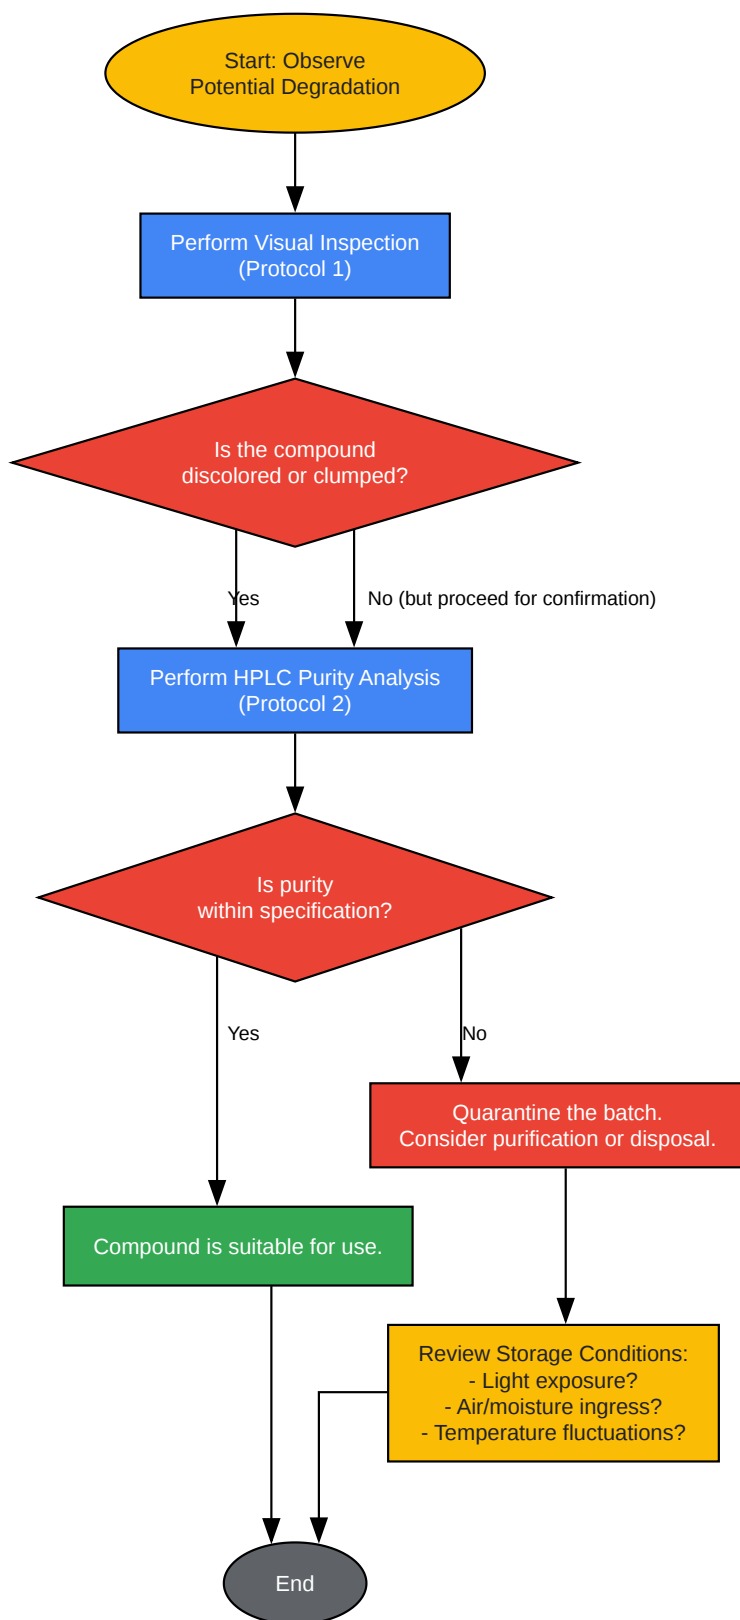 Start: Observe
Potential Degradation
Perform Visual Inspection
(Protocol 1)
Is the compound
discolored or clumped?
Yes
No (but proceed for confirmation)
Perform HPLC Purity Analysis
(Protocol 2)
Is purity
within specification?
Yes
No
Quarantine the batch.
Consider purification or disposal.
Compound is suitable for use.
Review Storage Conditions:
- Light exposure?
- Air/moisture ingress?
- Temperature fluctuations?
End